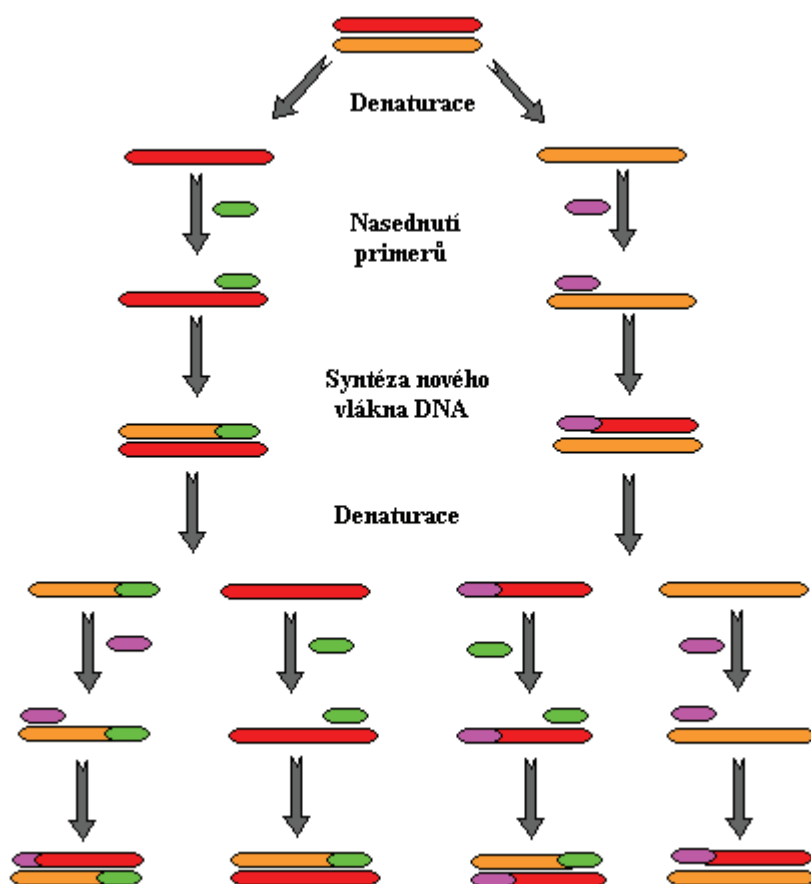 Denaturace
Nasednutí
primerů
Syntéza nového
vlákna DNA
Denaturace